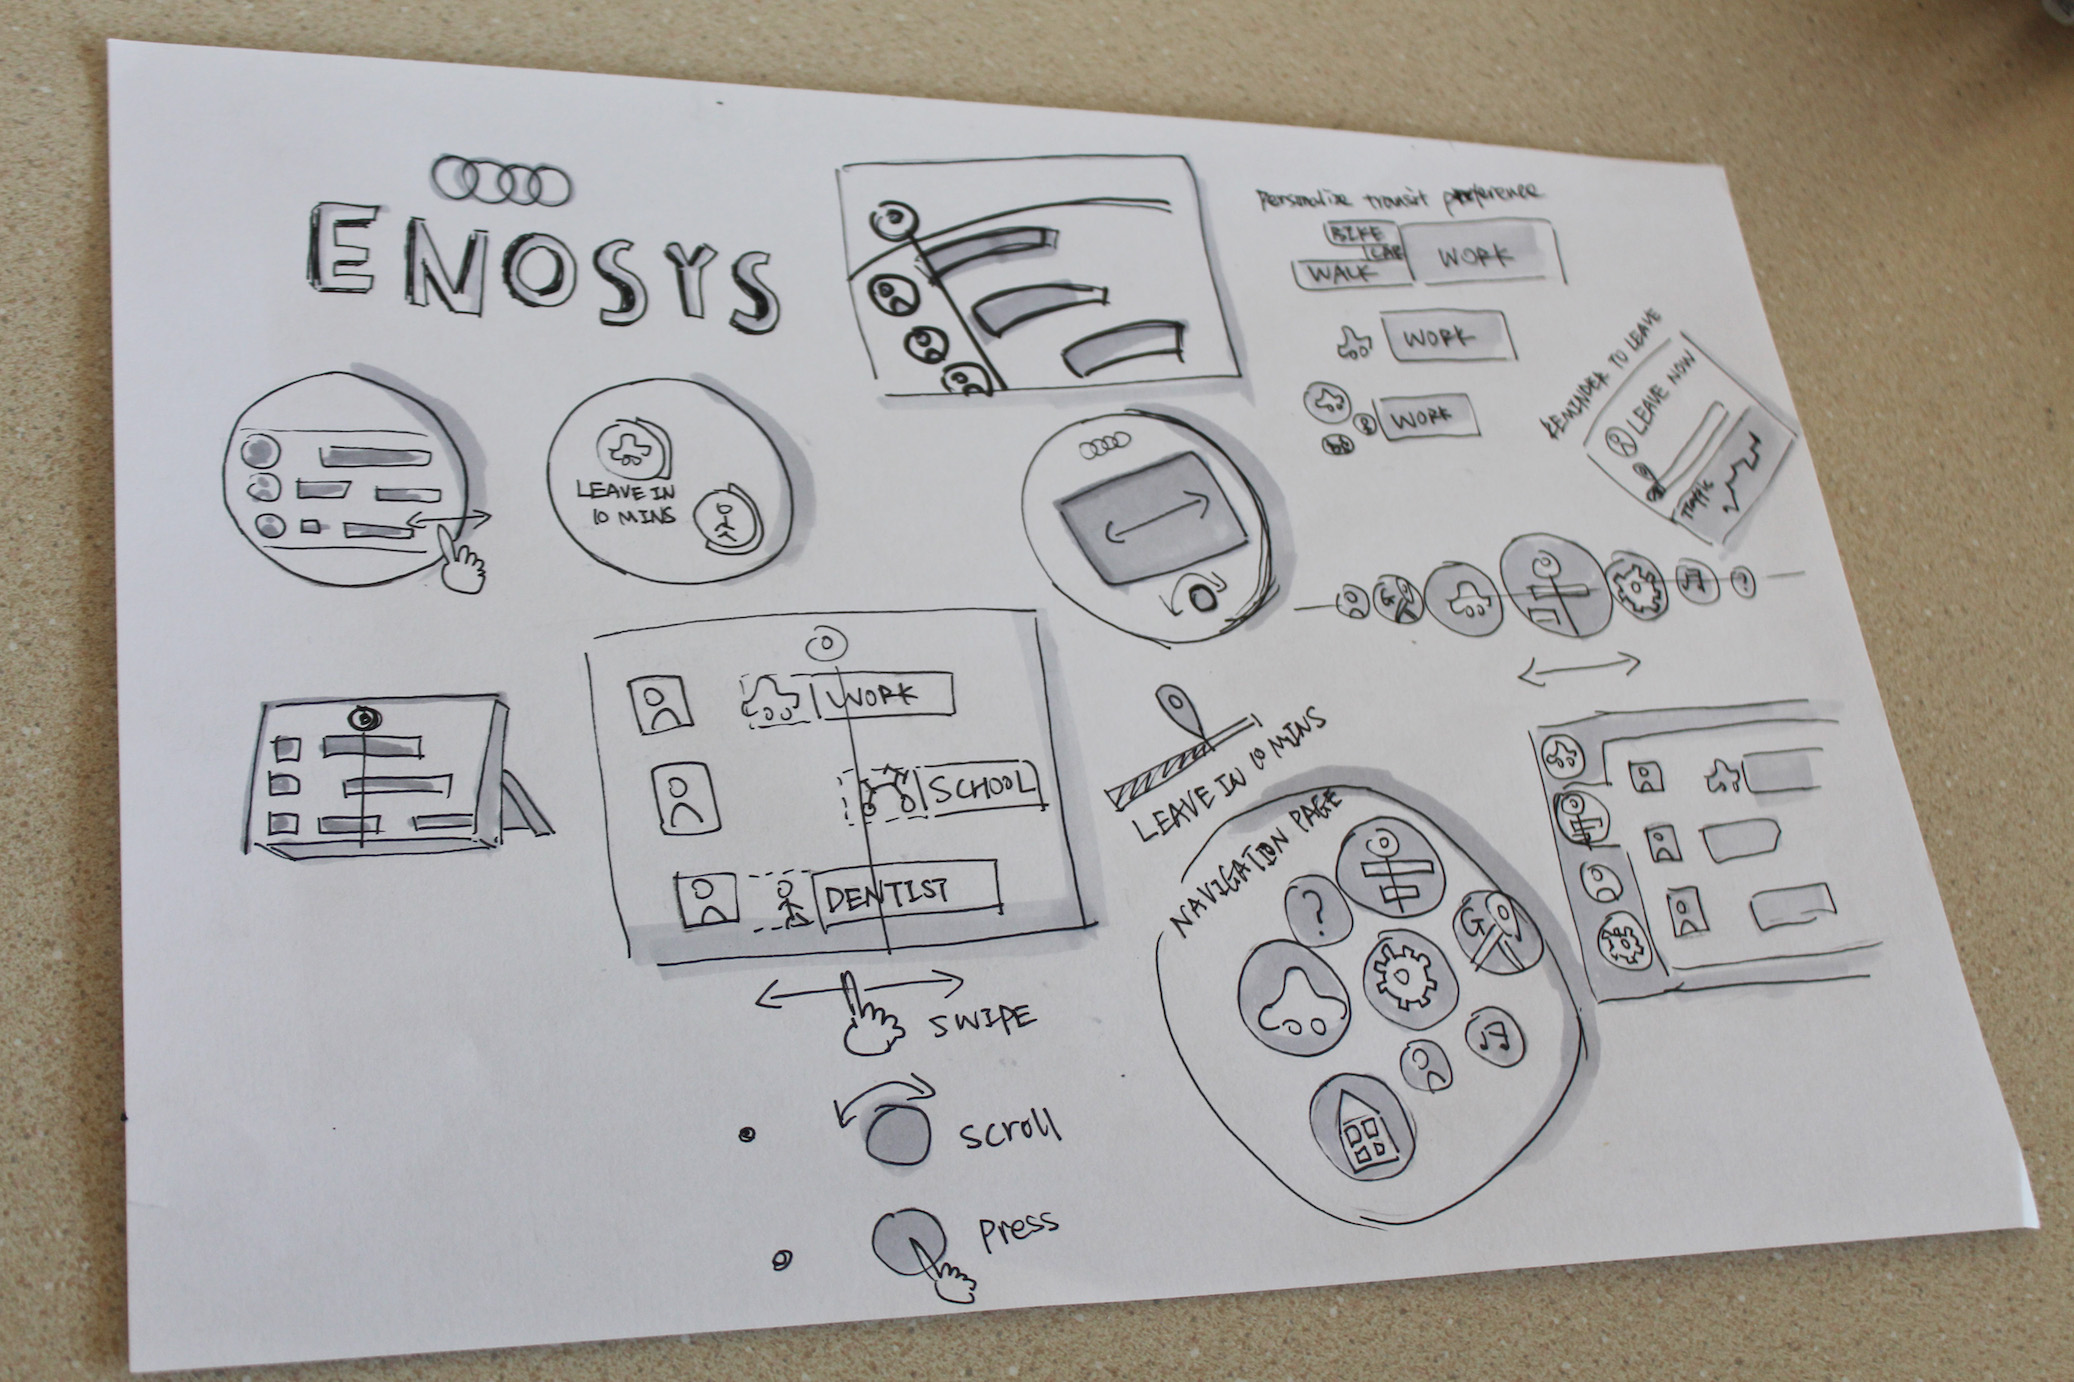 ENOSYS
Personalize transit preference
BIKE
CAR
WALK
WORK
WORK
WORK
REMINDER TO LEAVE
LEAVE NOW
Traffic
LEAVE IN
10 MINS
WORK
SCHOOL
DENTIST
SWIPE
SCROll
PRess
LEAVE IN 10 MINS
NAVIGATION PAGE
?
?